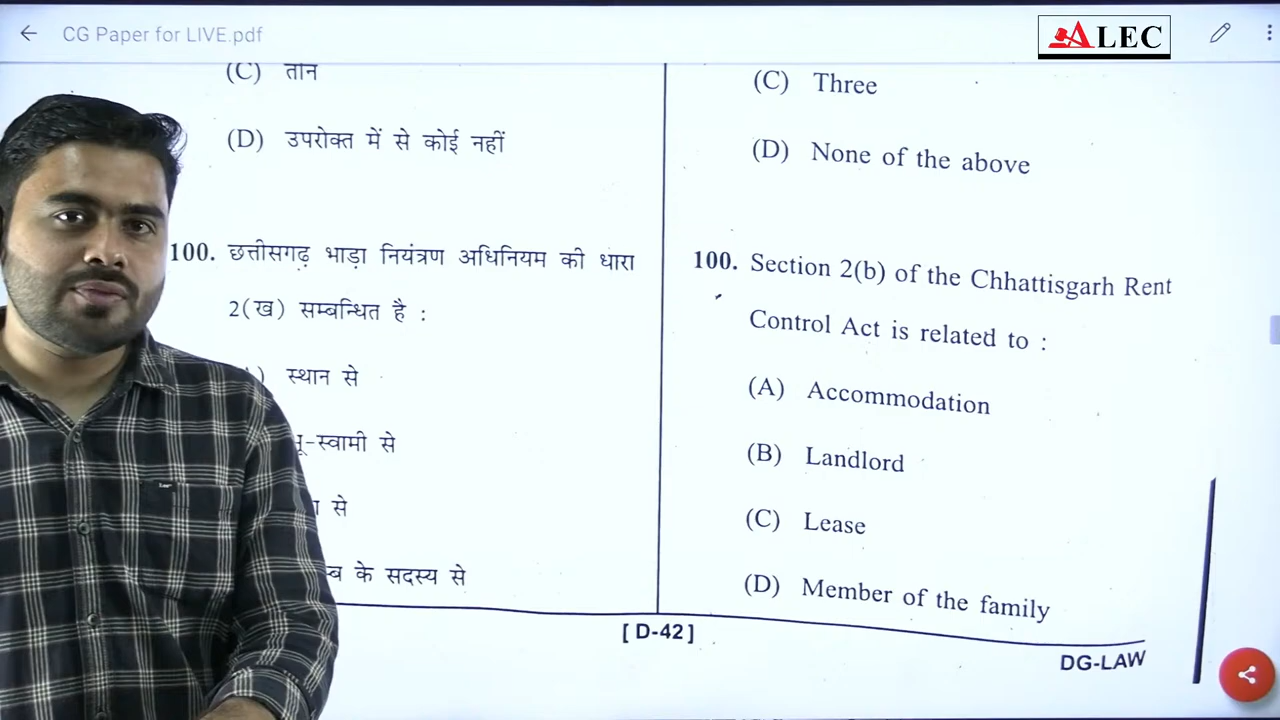 CG Paper for LIVE.pdf
ALEC
(C) तीन
(D) उपरोक्त में से कोई नहीं
100. छत्तीसगढ़ भाड़ा नियंत्रण अधिनियम की धारा
2(ख) सम्बन्धित है :
स्थान से
भू-स्वामी से
से
के सदस्य से
(C) Three
(D) None of the above
100. Section 2(b) of the Chhattisgarh Rent
Control Act is related to :
(A) Accommodation
(B) Landlord
(C) Lease
(D) Member of the family
[ D-42 ]
DG-LAW